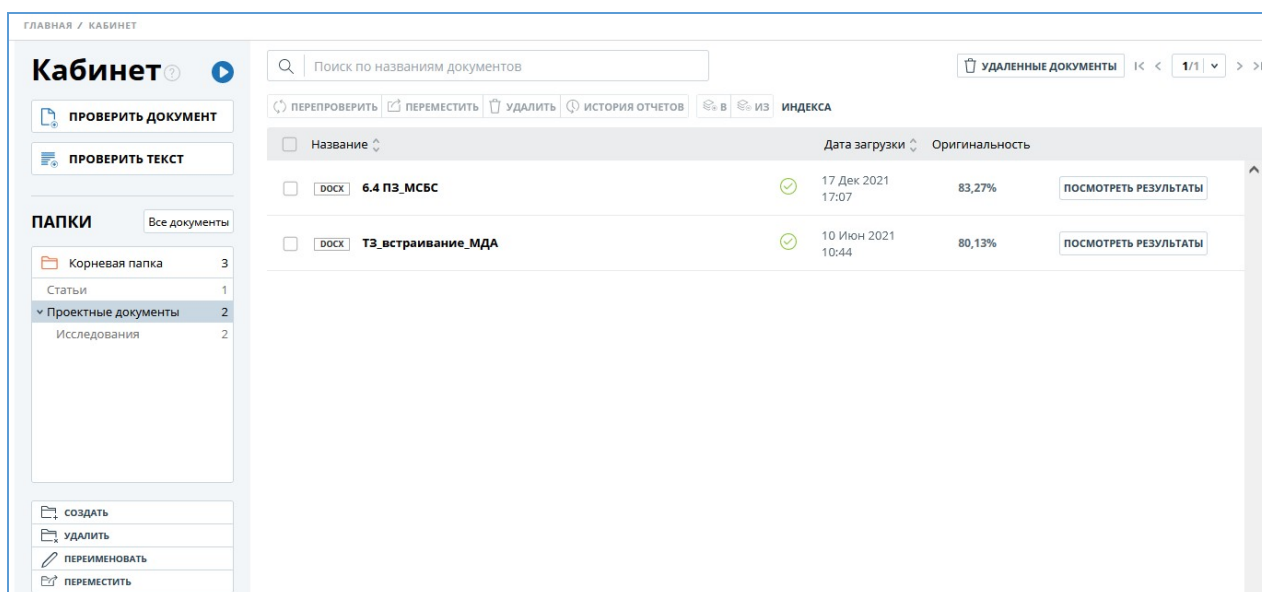 ГЛАВНАЯ / КАБИНЕТ
Кабинет ?
ПРОВЕРИТЬ ДОКУМЕНТ
ПРОВЕРИТЬ ТЕКСТ
ПАПКИ Все документы
Корневая папка 3
Статьи 1
Проектные документы 2
Исследования 2
СОЗДАТЬ
УДАЛИТЬ
ПЕРЕИМЕНОВАТЬ
ПЕРЕМЕСТИТЬ
Поиск по названиям документов УДАЛЕННЫЕ ДОКУМЕНТЫ 1/1
ПЕРЕПРОВЕРИТЬ ПЕРЕМЕСТИТЬ УДАЛИТЬ ИСТОРИЯ ОТЧЕТОВ В ИЗ ИНДЕКСА
Название Дата загрузки Оригинальность
DOCX 6.4 ПЗ_МСБС 17 Дек 2021 83,27% ПОСМОТРЕТЬ РЕЗУЛЬТАТЫ
17:07
DOCX ТЗ_встраивание_МДА 10 Июн 2021 80,13% ПОСМОТРЕТЬ РЕЗУЛЬТАТЫ
10:44